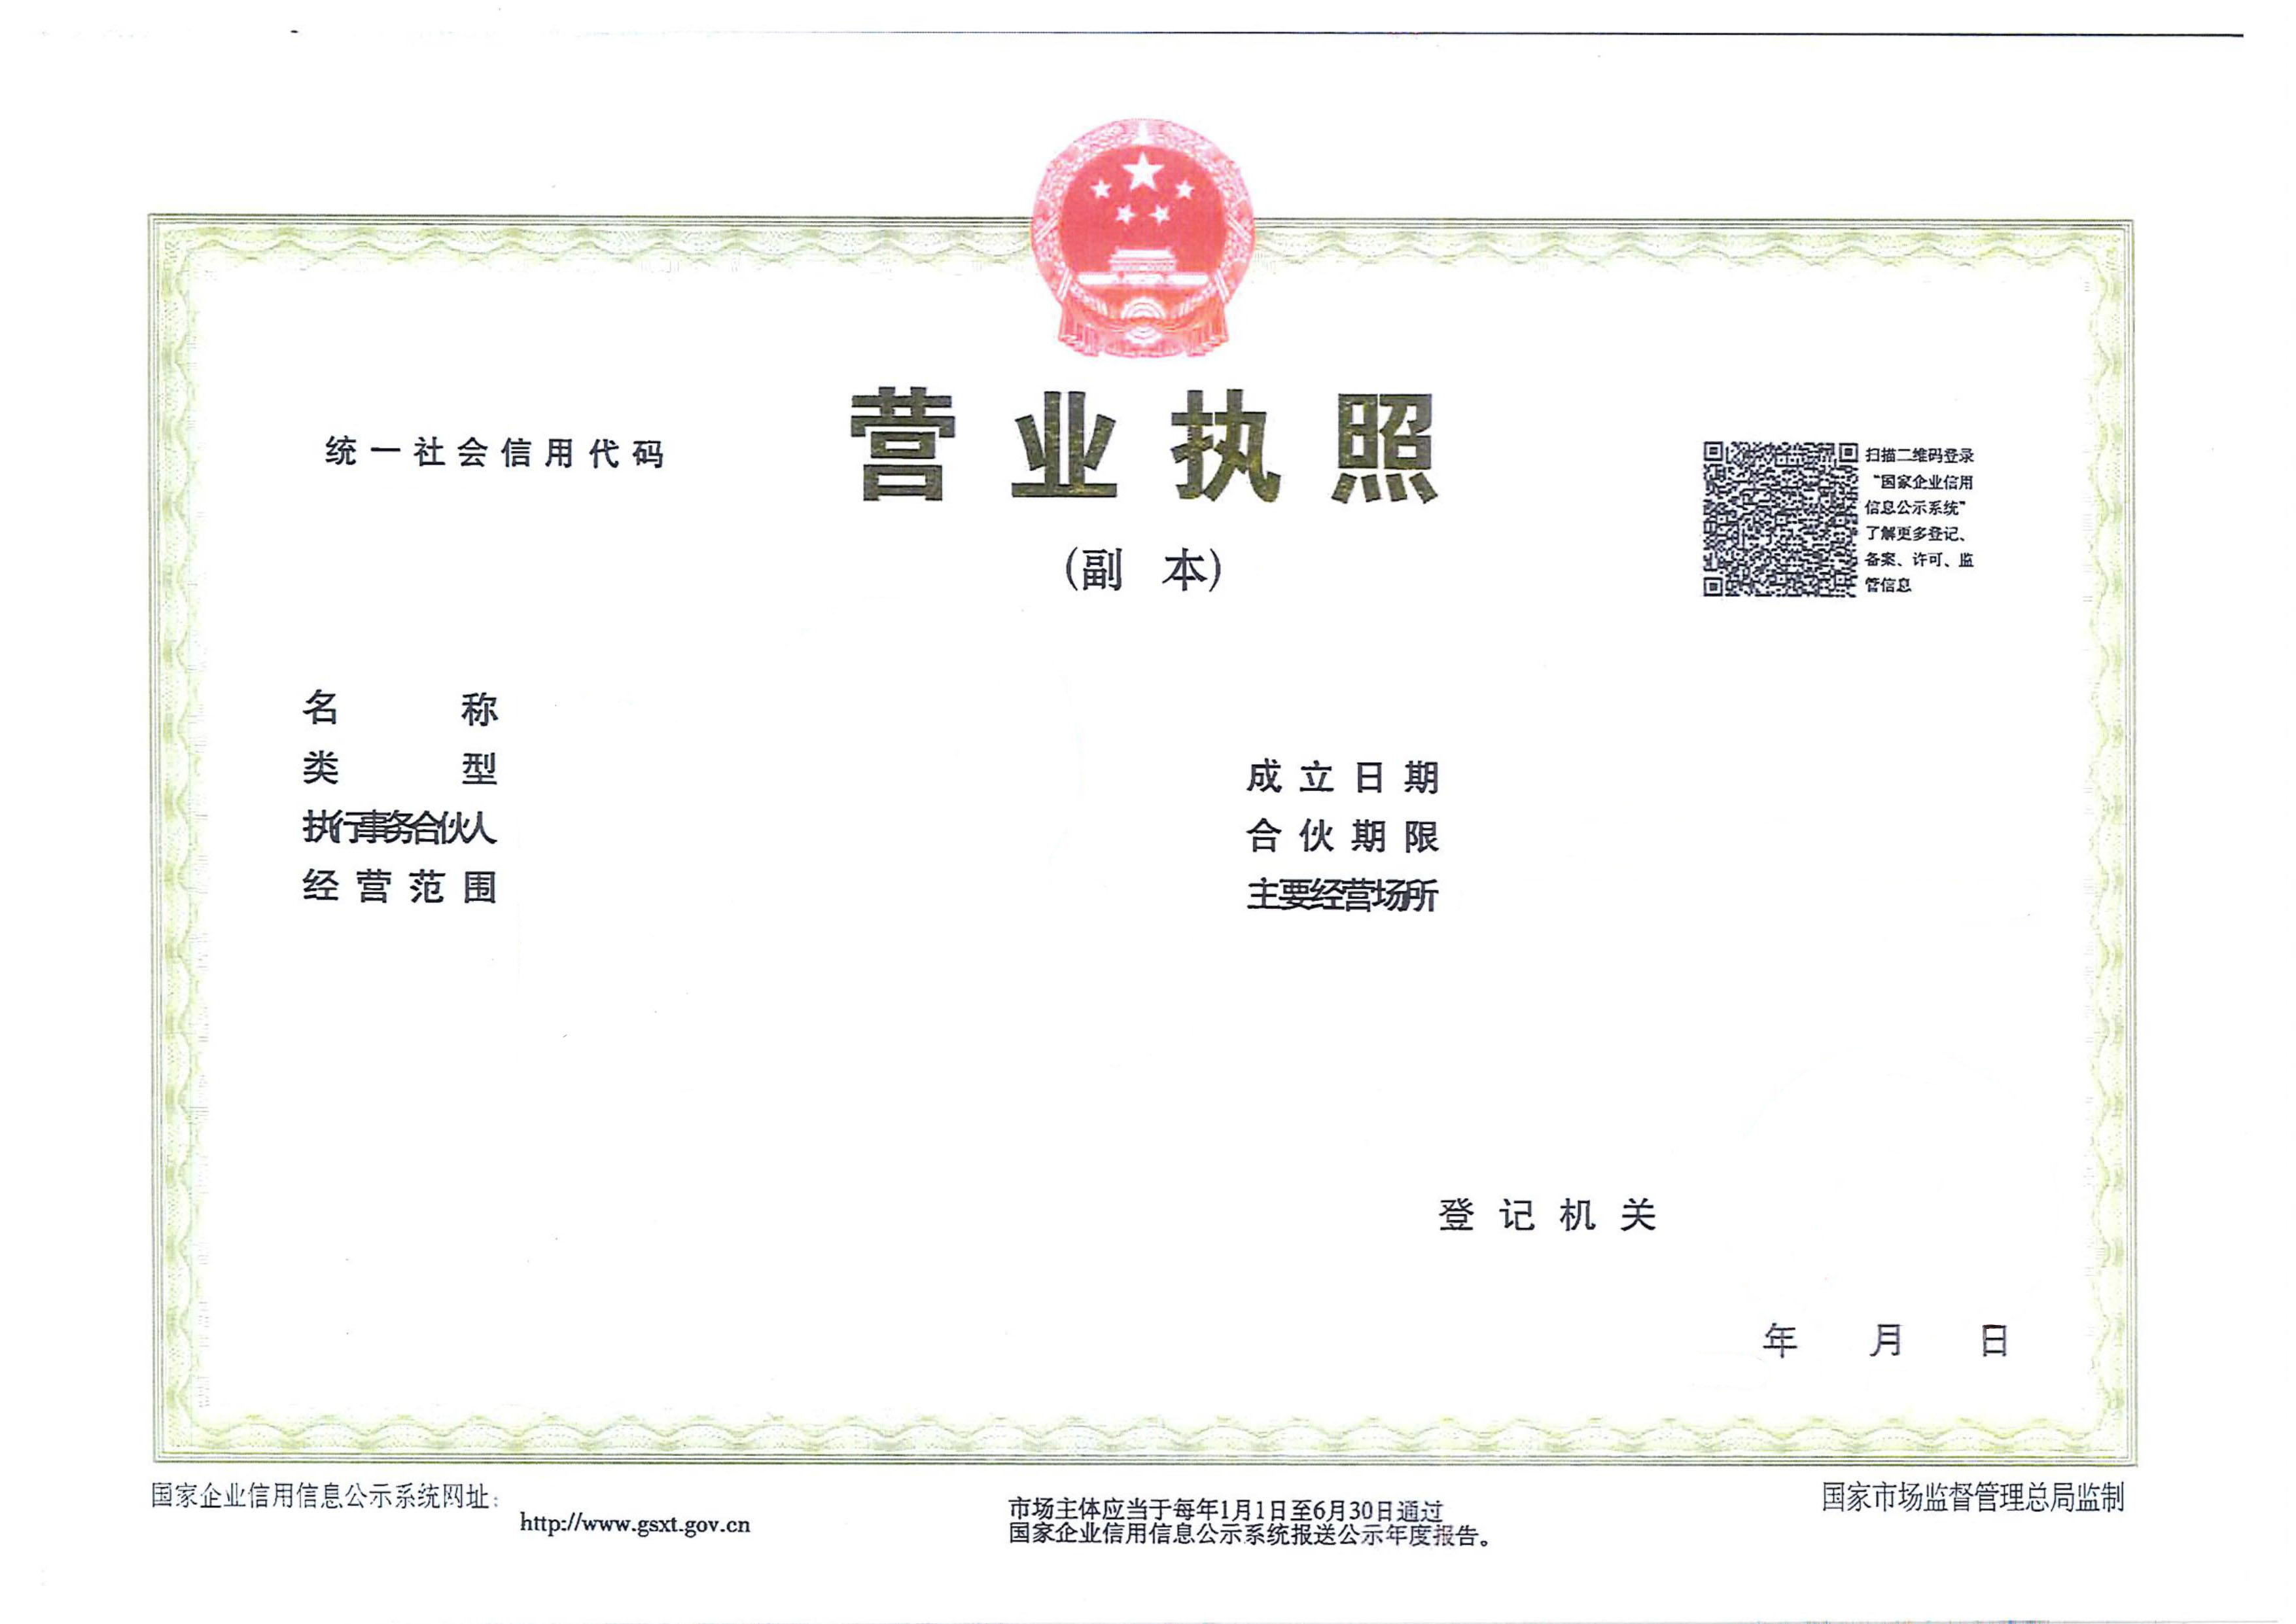 营业执照
(副 本)
统一社会信用代码
扫描二维码登录
“国家企业信用
信息公示系统”
了解更多登记、
备案、许可、监
管信息
名 称
类 型
执行事务合伙人
经营范围
成立日期
合伙期限
主要经营场所
登记机关
年 月 日
国家企业信用信息公示系统网址:
http://www.gsxt.gov.cn
市场主体应当于每年1月1日至6月30日通过
国家企业信用信息公示系统报送公示年度报告。
国家市场监督管理总局监制